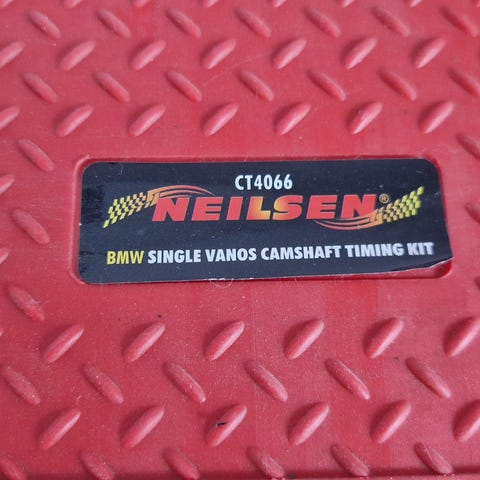 CT4066
NEILSEN®
BMW SINGLE VANOS CAMSHAFT TIMING KIT